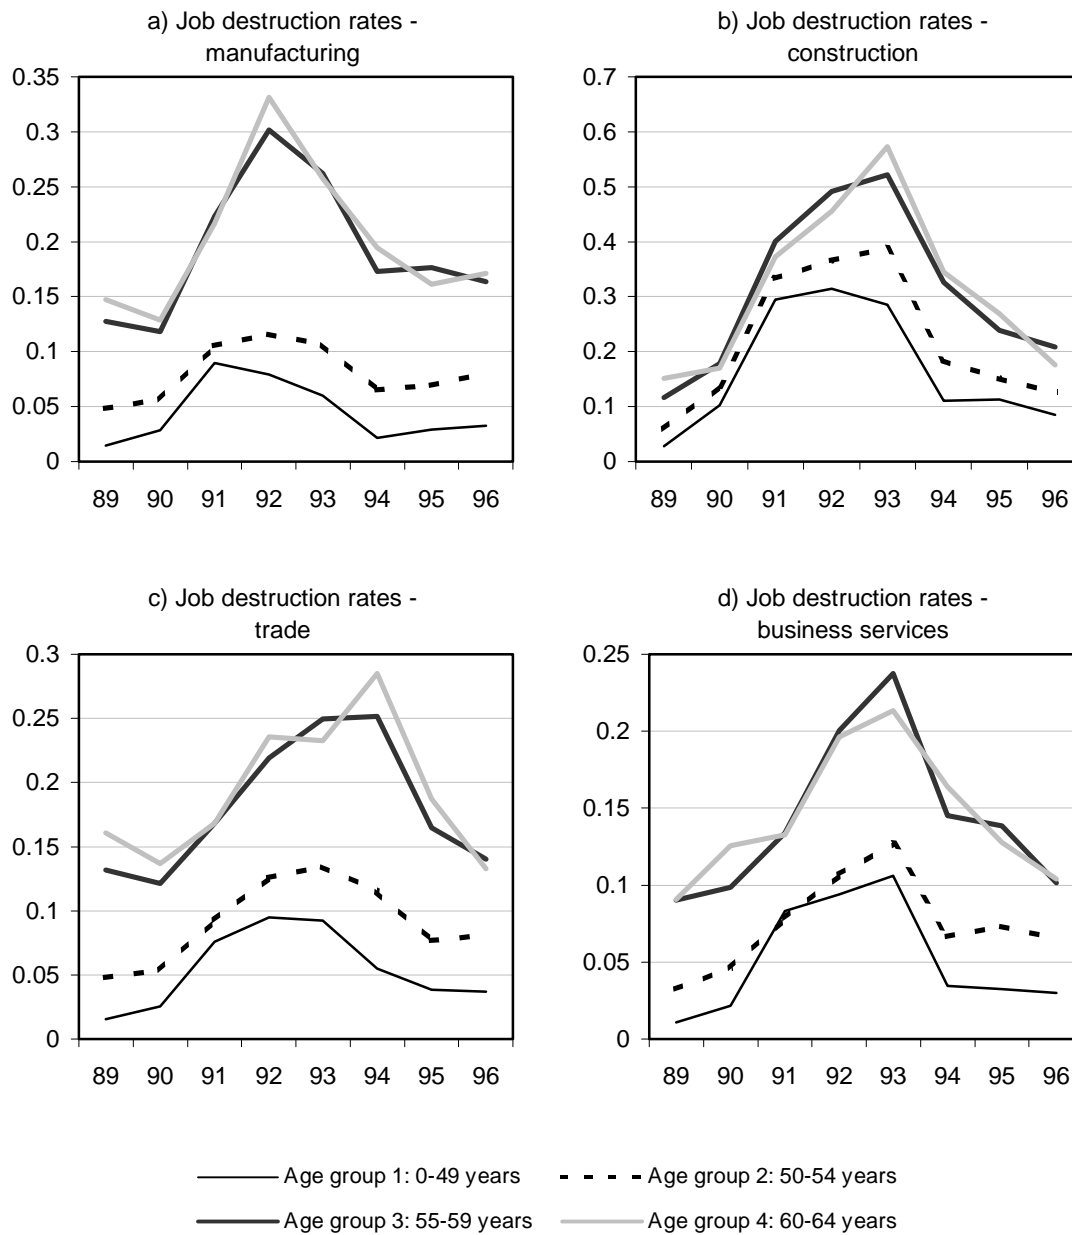 a) Job destruction rates -
manufacturing
0.35
0.3
0.25
0.2
0.15
0.1
0.05
0
89 90 91 92 93 94 95 96
b) Job destruction rates -
construction
0.7
0.6
0.5
0.4
0.3
0.2
0.1
0
89 90 91 92 93 94 95 96
c) Job destruction rates -
trade
0.3
0.25
0.2
0.15
0.1
0.05
0
89 90 91 92 93 94 95 96
d) Job destruction rates -
business services
0.25
0.2
0.15
0.1
0.05
0
89 90 91 92 93 94 95 96
Age group 1: 0-49 years
Age group 2: 50-54 years
Age group 3: 55-59 years
Age group 4: 60-64 years